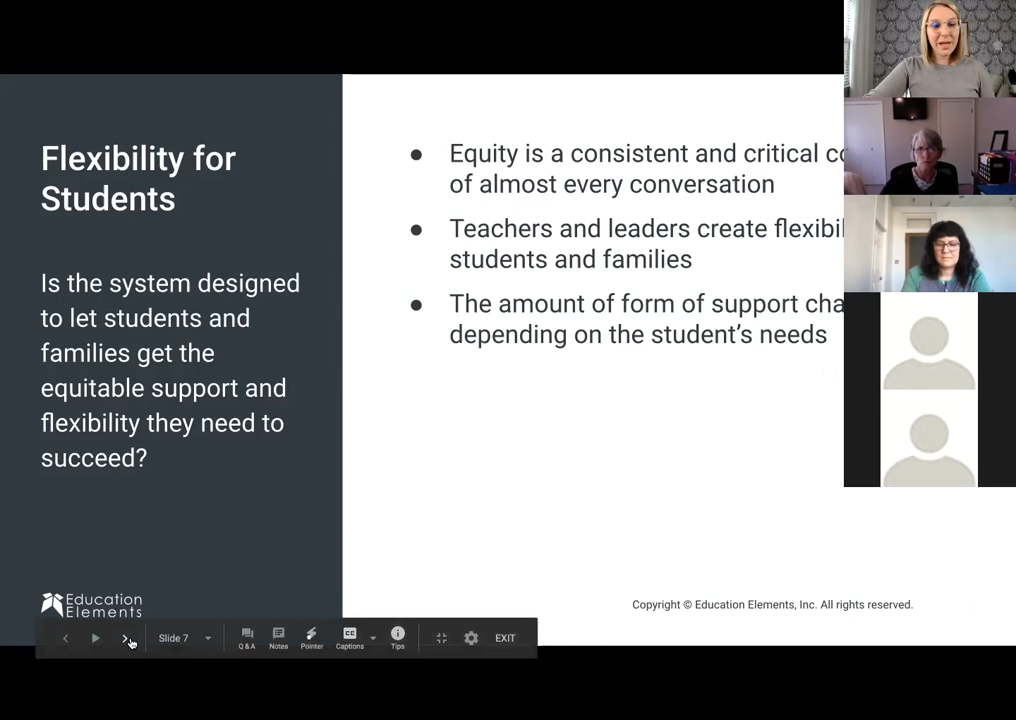 Flexibility for
Students
Is the system designed
to let students and
families get the
equitable support and
flexibility they need to
succeed?
Equity is a consistent and critical
of almost every conversation
Teachers and leaders create
students and families
The amount of form of support
depending on the student's needs
Education
Elements
Copyright © Education Elements, Inc. All rights reserved.
Slide 7
Q & A
Notes
Pointer
CC
Captions
Tips
EXIT